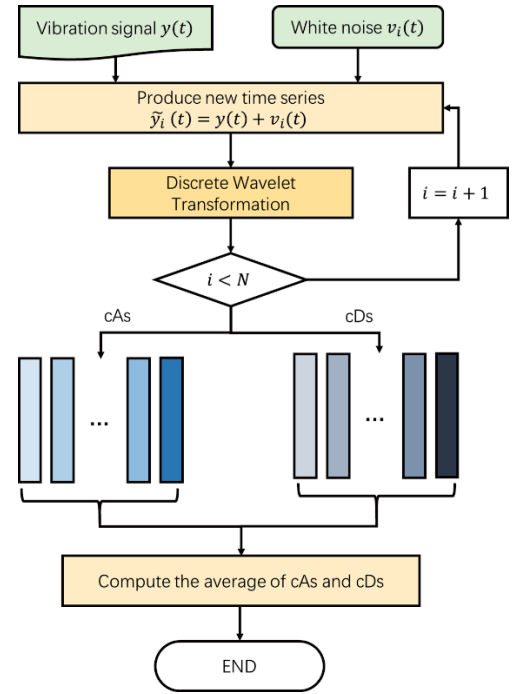 Vibration signal y(t)
White noise vᵢ(t)
Produce new time series
ỹᵢ (t) = y(t) + vᵢ(t)
Discrete Wavelet
Transformation
i = i + 1
i < N
cAs
cDs
...
...
Compute the average of cAs and cDs
END